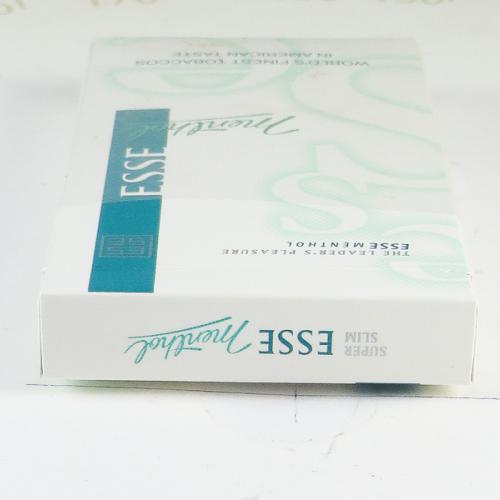 SUPER
SLIM
ESSE Menthol
THE LEADER'S PLEASURE
ESSE MENTHOL
ESSE
Menthol
WORLD'S FINEST TOBACCOS
IN AMERICAN TASTE